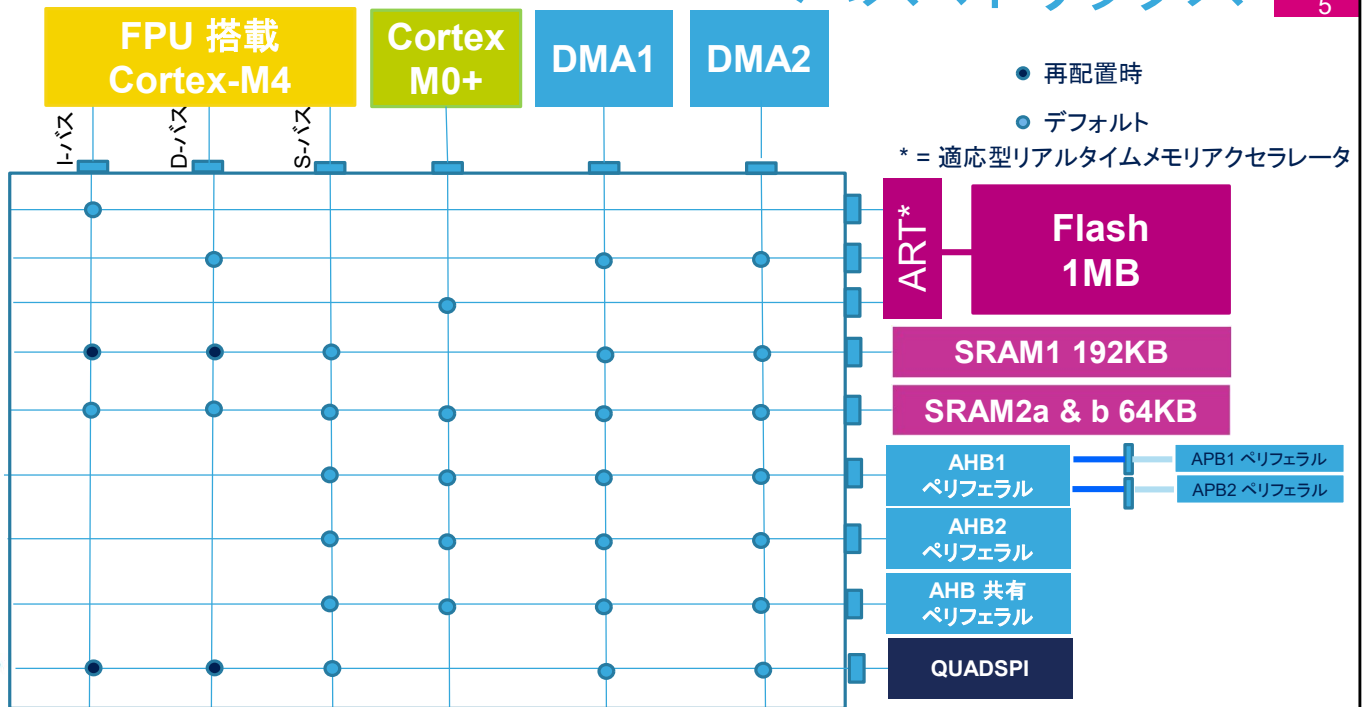 5
FPU 搭載
Cortex-M4
Cortex
M0+
DMA1
DMA2
再配置時
デフォルト
* = 適応型リアルタイムメモリアクセラレータ
I-バス
D-バス
S-バス
ART*
Flash
1MB
SRAM1 192KB
SRAM2a & b 64KB
AHB1
ペリフェラル
APB1 ペリフェラル
APB2 ペリフェラル
AHB2
ペリフェラル
AHB 共有
ペリフェラル
QUADSPI